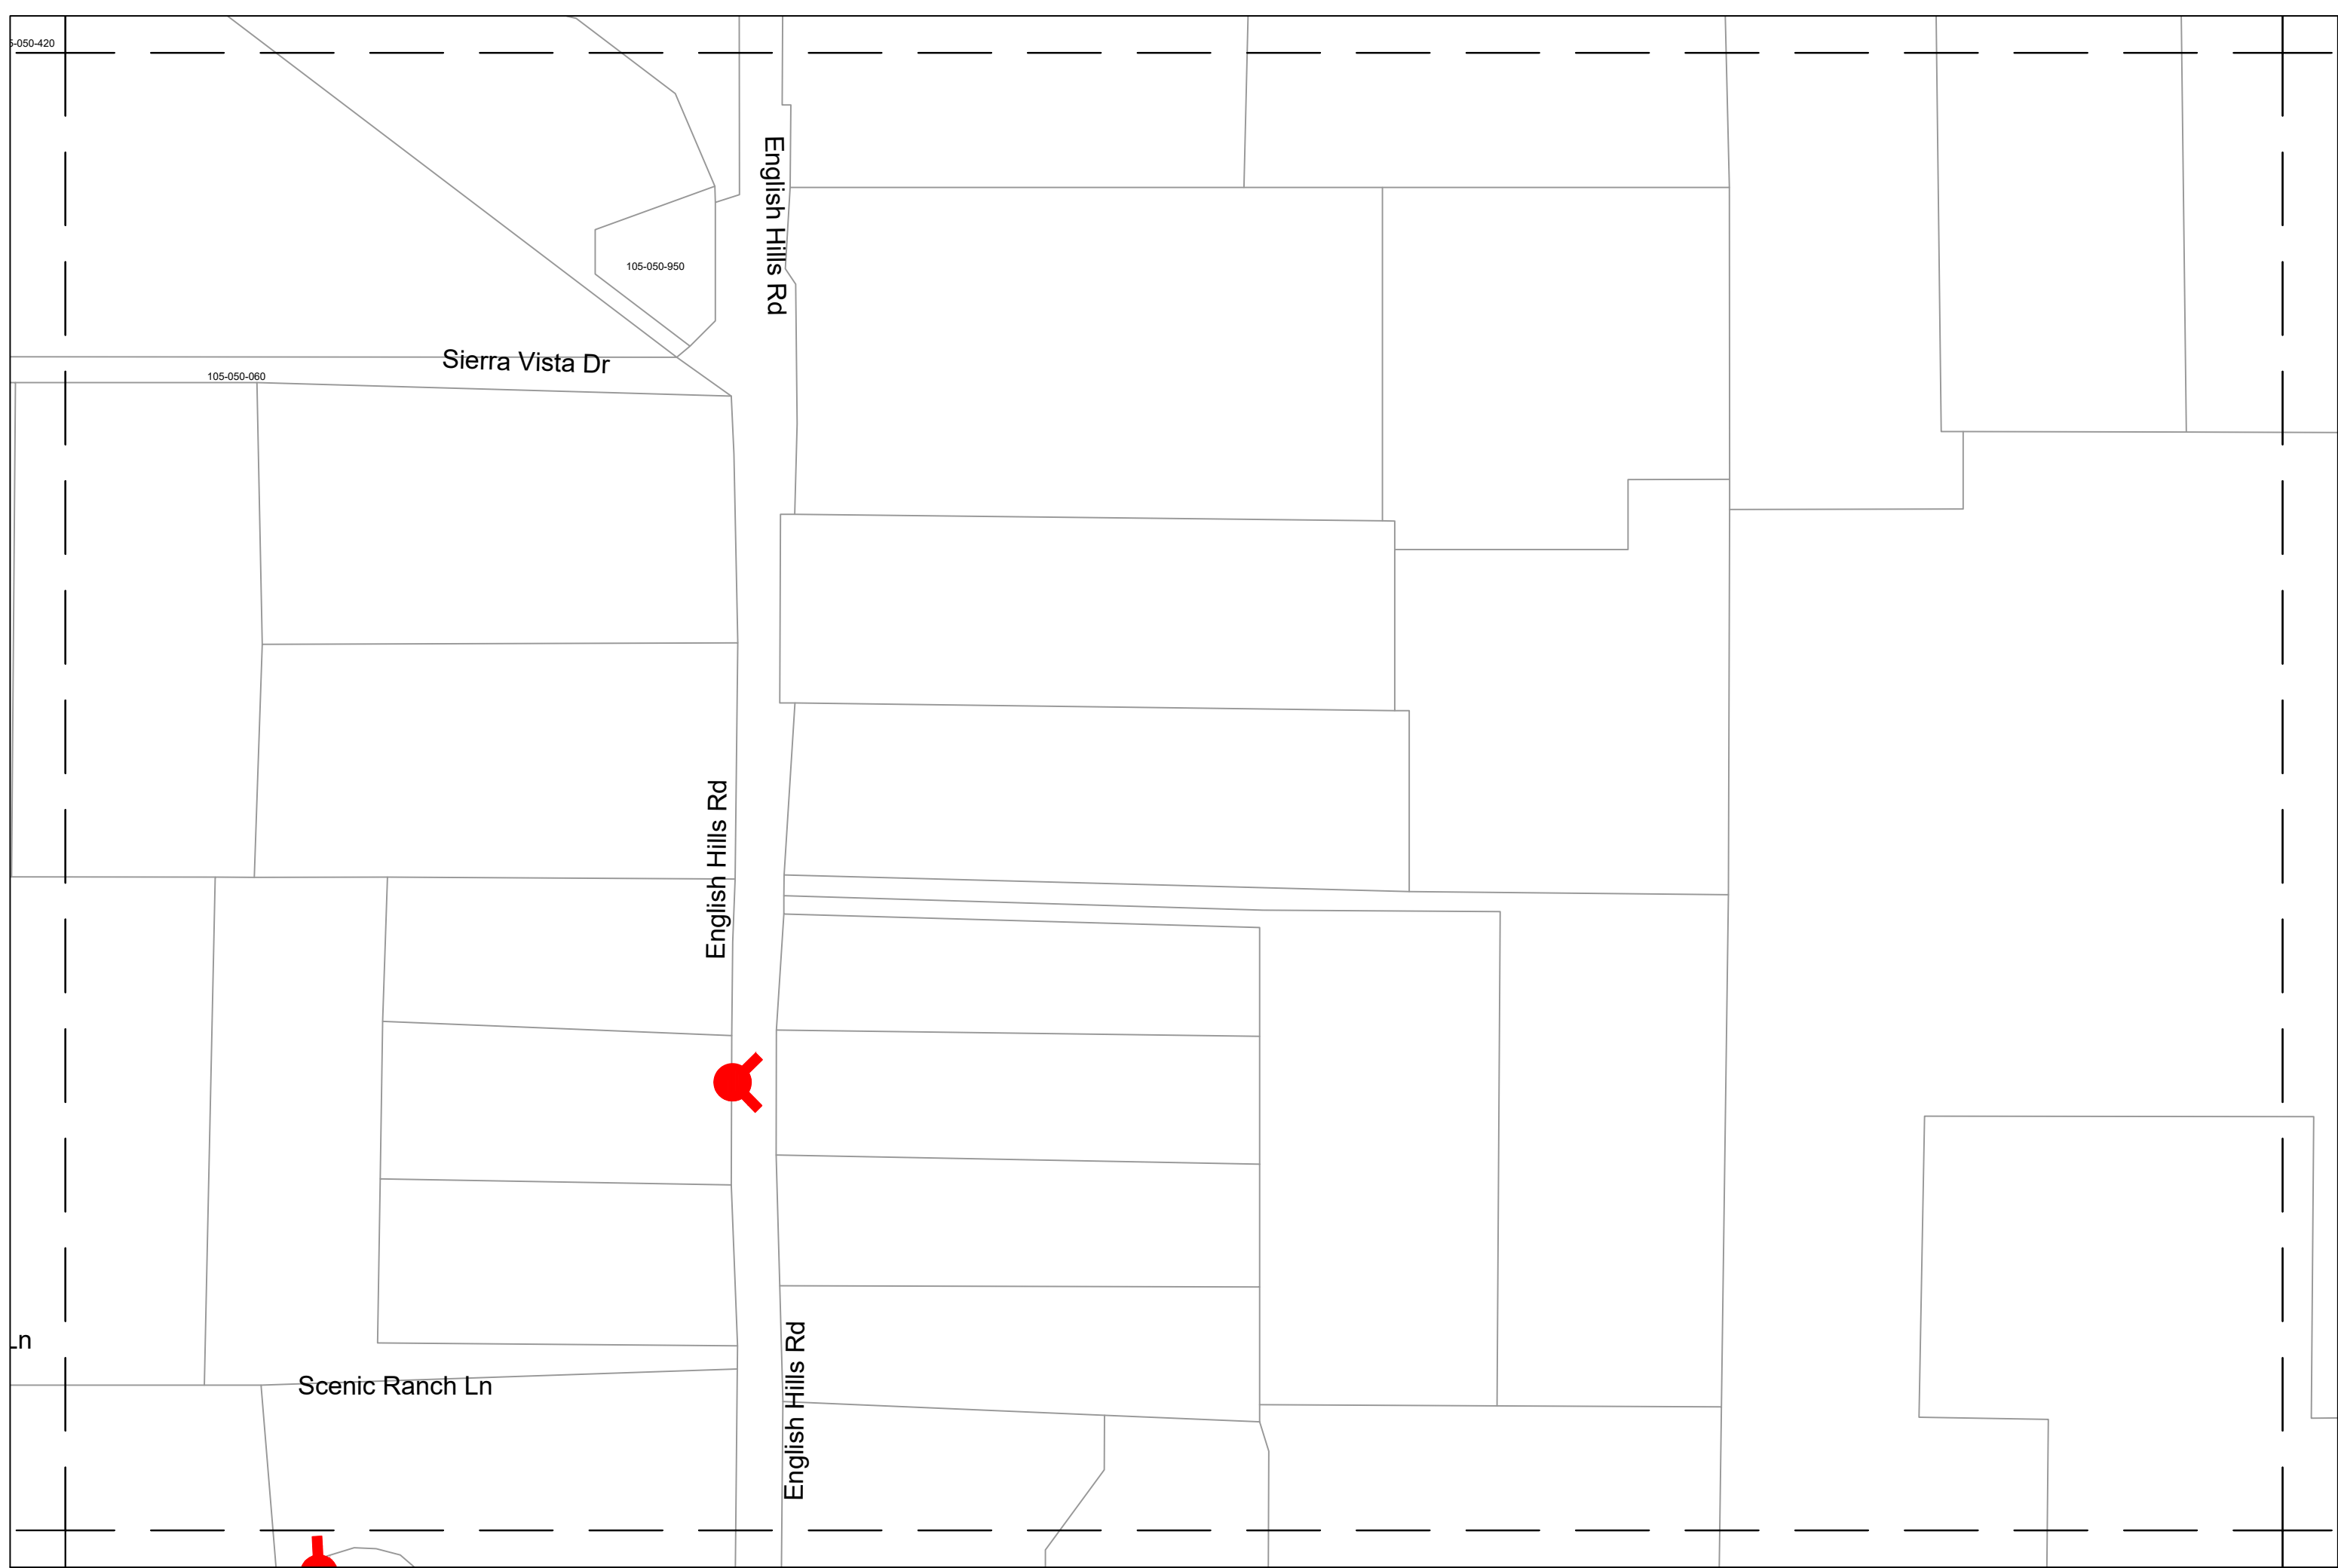 5-050-420
English Hills Rd
105-050-950
Sierra Vista Dr
105-050-060
English Hills Rd
Ln
Scenic Ranch Ln
English Hills Rd